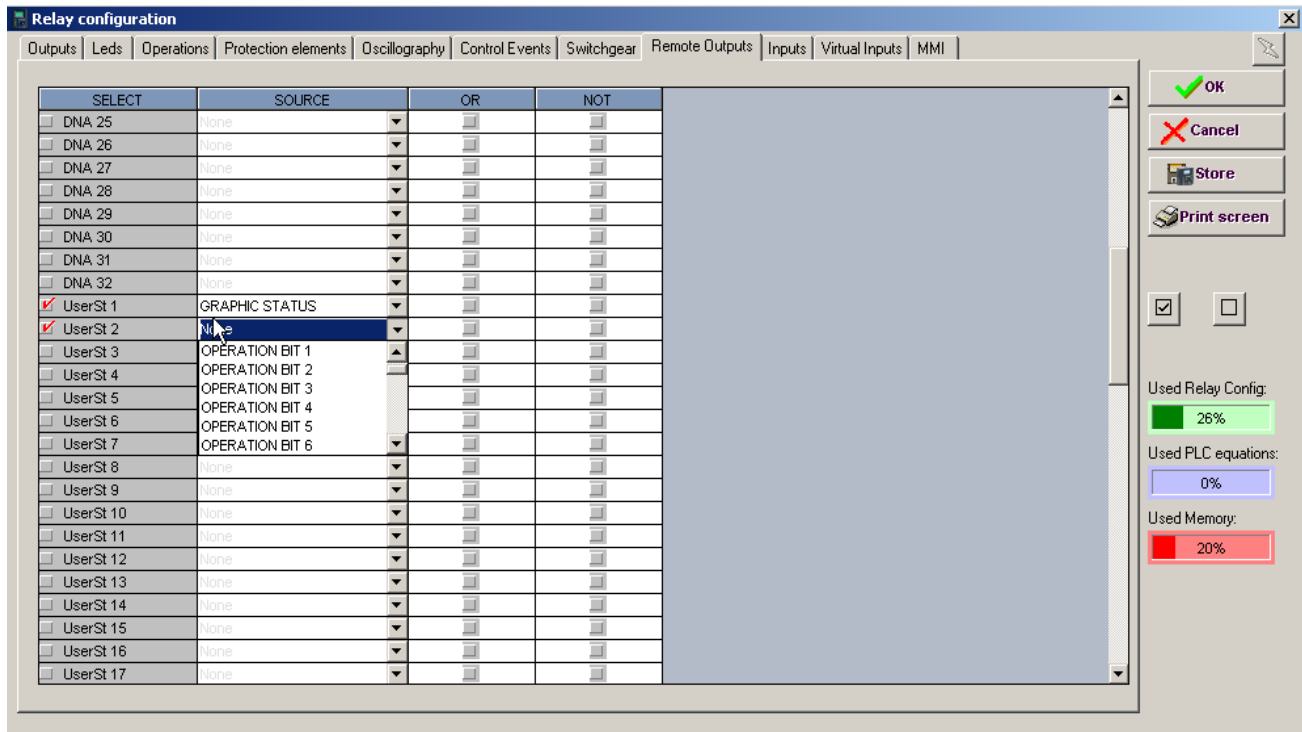 Relay configuration
Outputs Leds Operations Protection elements Oscillography Control Events Switchgear Remote Outputs Inputs Virtual Inputs MMI
SELECT SOURCE OR NOT
DNA 25 None
DNA 26 None
DNA 27 None
DNA 28 None
DNA 29 None
DNA 30 None
DNA 31 None
DNA 32 None
UserSt 1 GRAPHIC STATUS
UserSt 2 None
UserSt 3 OPERATION BIT 1
OPERATION BIT 2
UserSt 4 OPERATION BIT 3
UserSt 5 OPERATION BIT 4
UserSt 6 OPERATION BIT 5
UserSt 7 OPERATION BIT 6
UserSt 8 None
UserSt 9 None
UserSt 10 None
UserSt 11 None
UserSt 12 None
UserSt 13 None
UserSt 14 None
UserSt 15 None
UserSt 16 None
UserSt 17 None
OK
Cancel
Store
Print screen
Used Relay Config:
26%
Used PLC equations:
0%
Used Memory:
20%